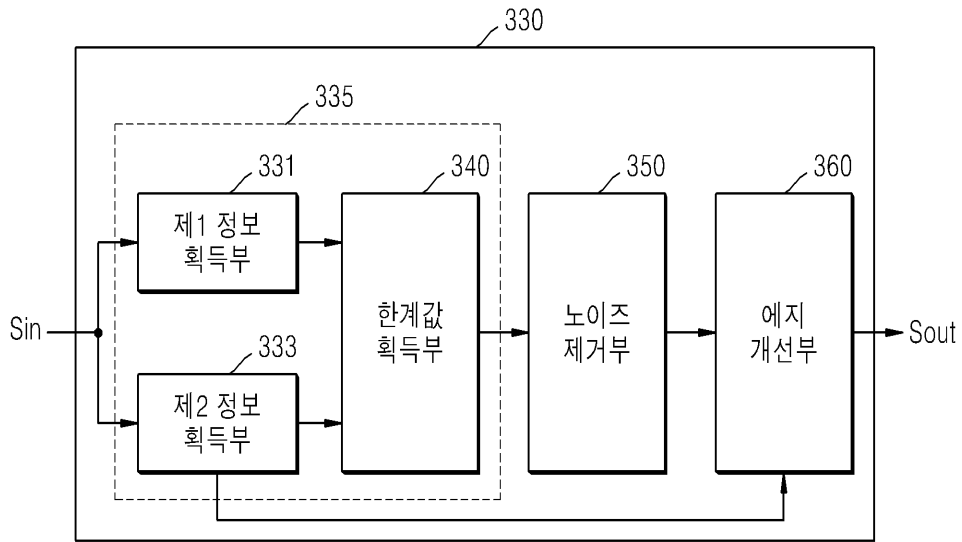 330
335
331
제1 정보
획득부
340
한계값
획득부
350
노이즈
제거부
360
에지
개선부
Sin
333
제2 정보
획득부
Sout